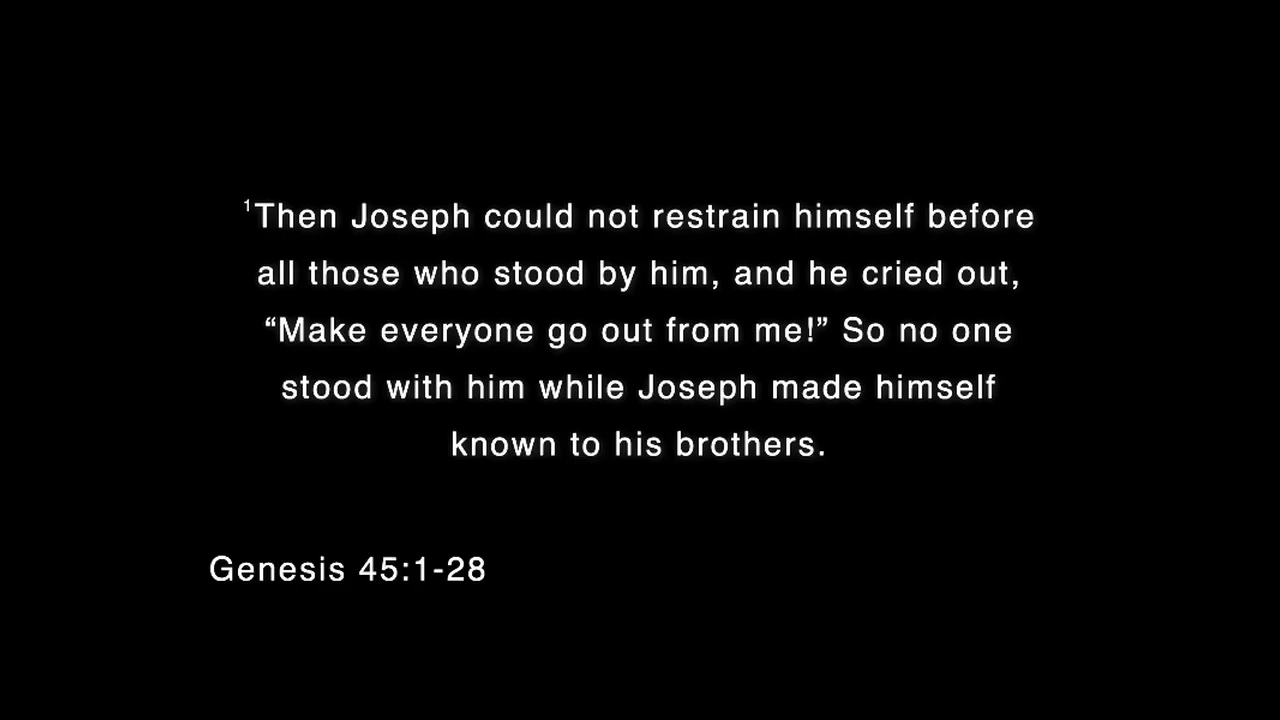 ¹Then Joseph could not restrain himself before
all those who stood by him, and he cried out,
“Make everyone go out from me!” So no one
stood with him while Joseph made himself
known to his brothers.
Genesis 45:1-28